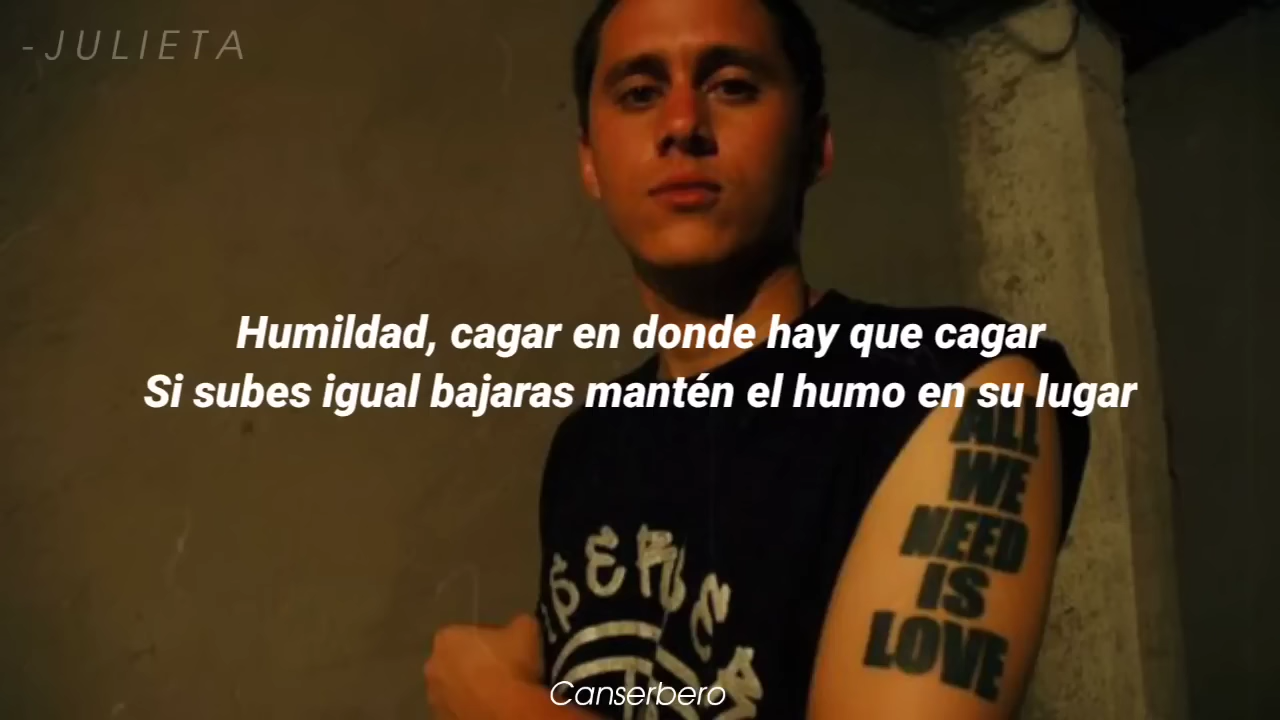 -JULIETA
Humildad, cagar en donde hay que cagar
Si subes igual bajaras mantén el humo en su lugar
ALL
WE
NEED
IS
LOVE
Canserbero